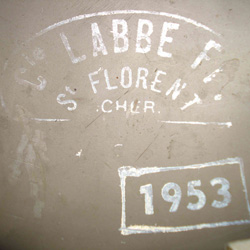 LABBE F
St FLORENT
.CHER.
1953